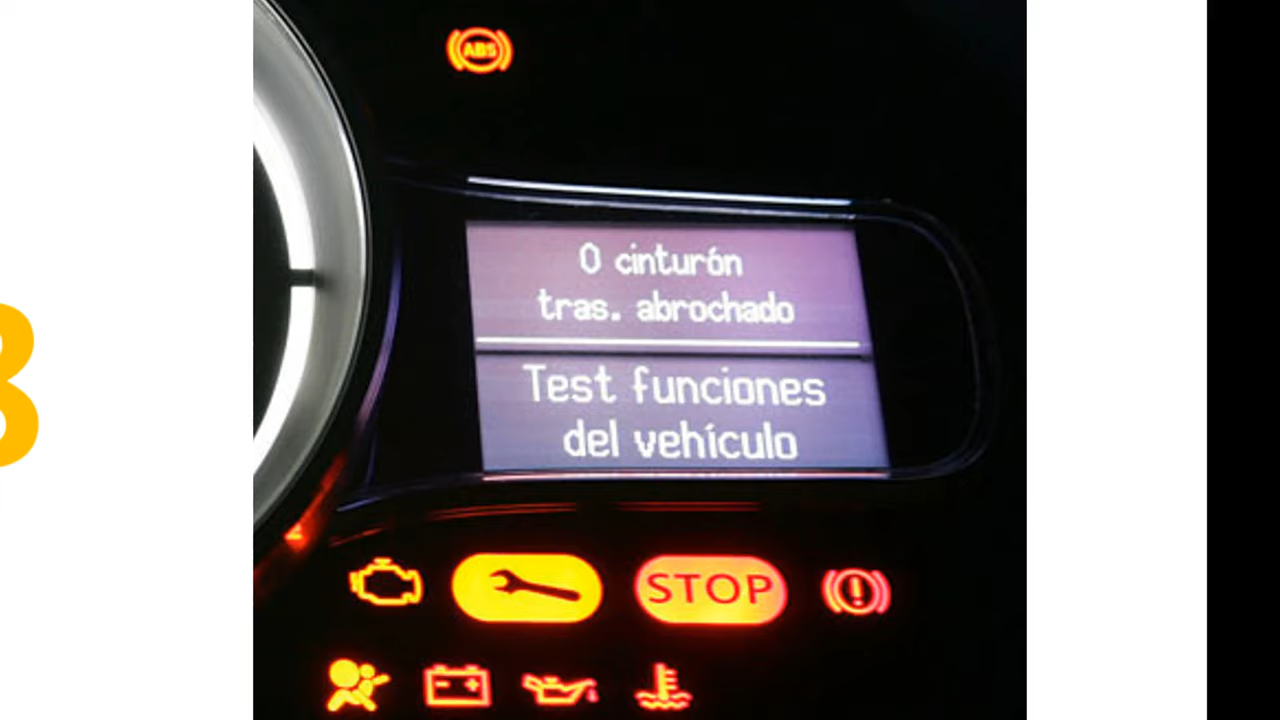 ABS
0 cinturón
tras. abrochado
Test funciones
del vehículo
STOP